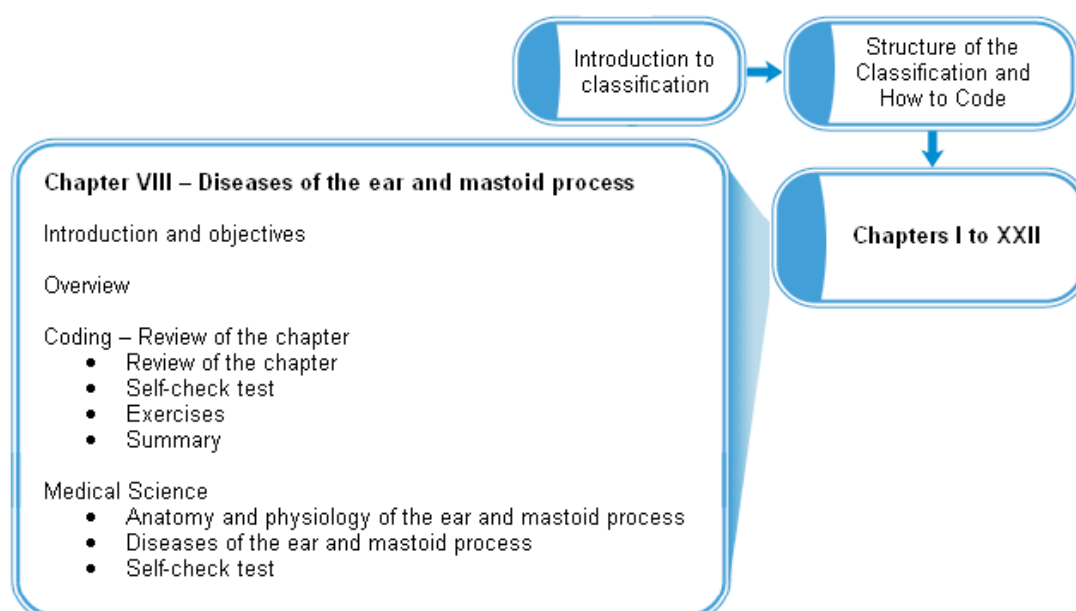 Introduction to
classification
Structure of the
Classification and
How to Code
Chapters I to XXII
Chapter VIII – Diseases of the ear and mastoid process
Introduction and objectives
Overview
Coding – Review of the chapter
• Review of the chapter
• Self-check test
• Exercises
• Summary
Medical Science
• Anatomy and physiology of the ear and mastoid process
• Diseases of the ear and mastoid process
• Self-check test